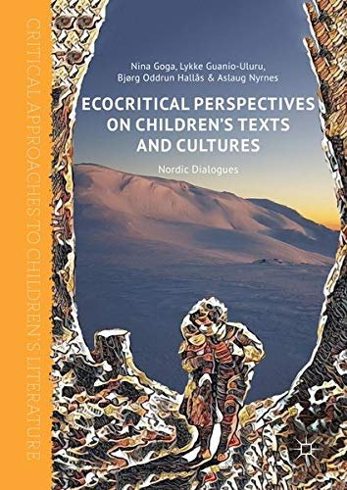 Nina Goga, Lykke Guanio-Uluru,
Bjørg Oddrun Hallås & Aslaug Nyrnes
ECOCRITICAL PERSPECTIVES
ON CHILDREN'S TEXTS
AND CULTURES
Nordic Dialogues
CRITICAL APPROACHES TO CHILDREN'S LITERATURE